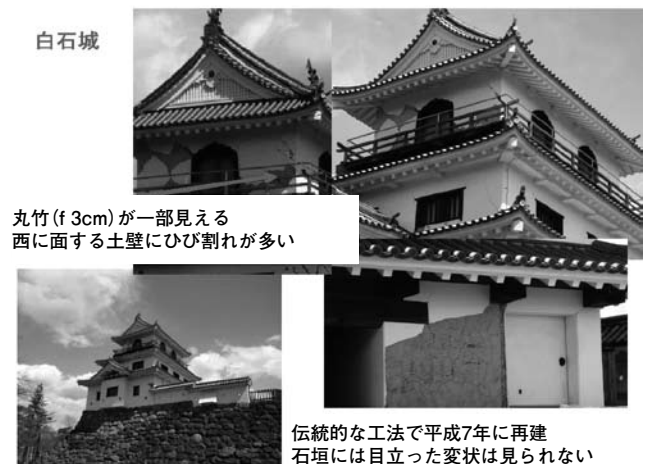 白石城
丸竹(f 3cm)が一部見える
西に面する土壁にひび割れが多い
伝統的な工法で平成7年に再建
石垣には目立った変状は見られない